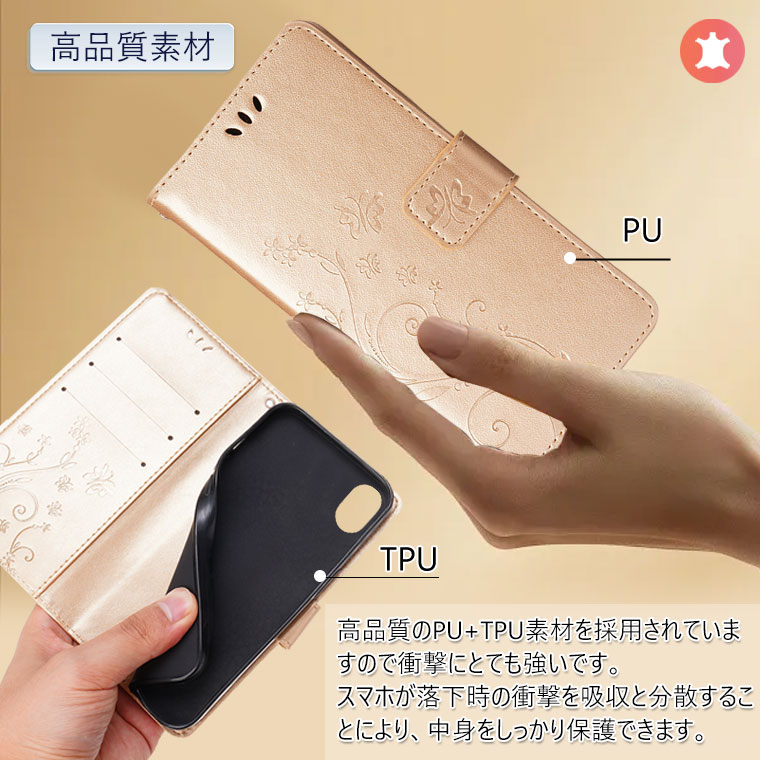 高品質素材
PU
TPU
高品質のPU+TPU素材を採用されていま
すので衝撃にとても強いです。
スマホが落下時の衝撃を吸収と分散するこ
とにより、中身をしっかり保護できます。